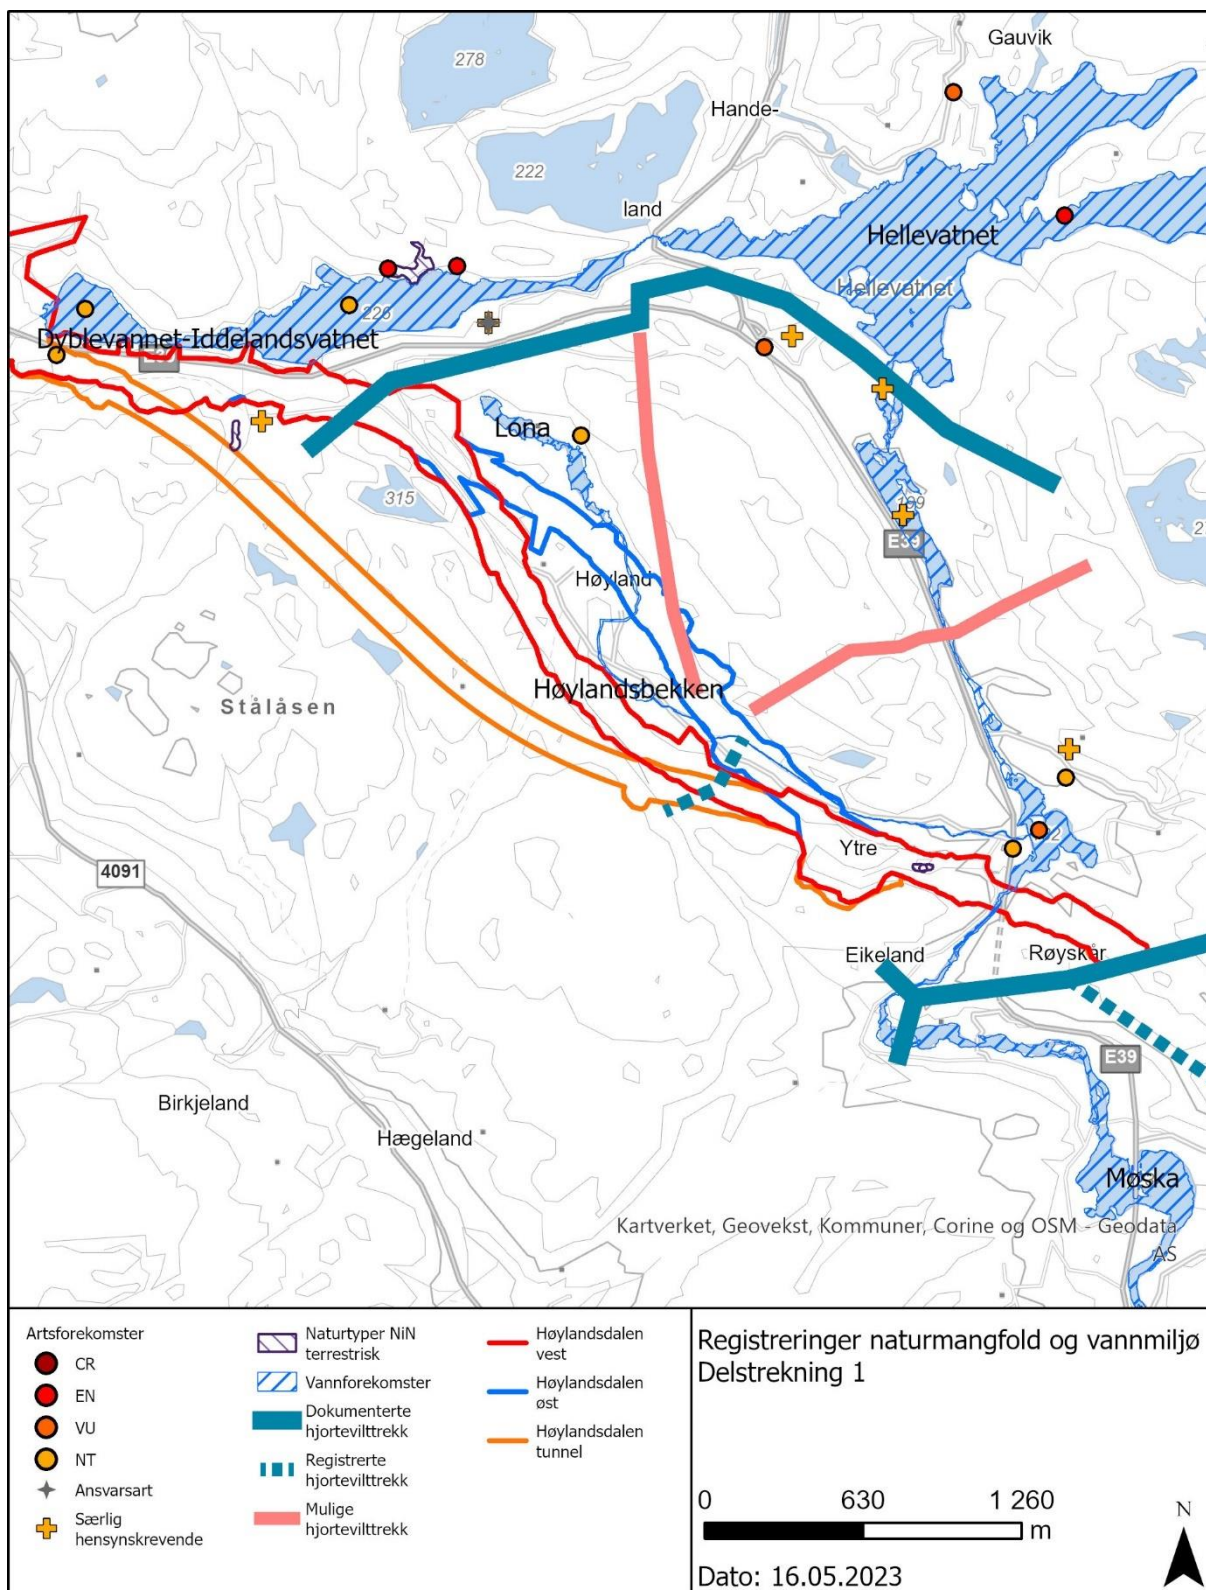 Gauvik
278
Hande-
222
land
Hellevatnet
Hellevatnet
226
Dyblevannet-Iddelandsvatnet
Lona
315
199
E39
Høyland
Høylandsbekken
Stålåsen
4091
Ytre
Eikeland
Røyskår
E39
Birkjeland
Hægeland
Møska
Kartverket, Geovekst, Kommuner, Corine og OSM - Geodata
AS
Artsforekomster
CR
EN
VU
NT
Ansvarsart
Særlig
hensynskrevende
Naturtyper NiN
terrestrisk
Vannforekomster
Dokumenterte
hjortevilttrekk
Registrerte
hjortevilttrekk
Mulige
hjortevilttrekk
Høylandsdalen
vest
Høylandsdalen
øst
Høylandsdalen
tunnel
Registreringer naturmangfold og vannmiljø
Delstrekning 1
0 630 1 260
m
N
Dato: 16.05.2023